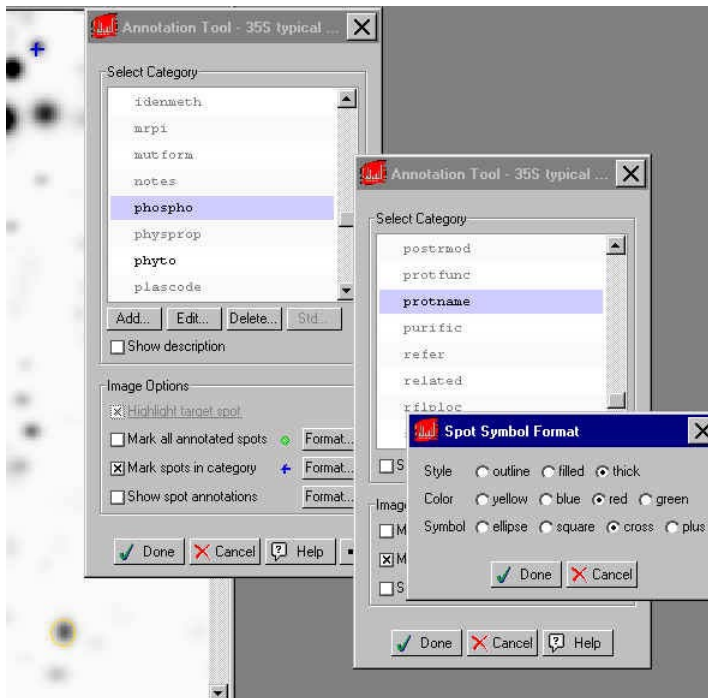 Annotation Tool - 35S typical ...
Select Category
idenmeth
mrpi
mutform
notes
phospho
physprop
phyto
plascode
Add... Edit... Delete... Std...
Show description
Image Options
Highlight target spot
Mark all annotated spots Format...
Mark spots in category Format...
Show spot annotations Format...
Done Cancel Help
Annotation Tool - 35S typical ...
Select Category
postrmod
protfunc
protname
purific
refer
related
rflploc
S
Imag
M
M
S
Done Cancel Help
Spot Symbol Format
Style outline filled thick
Color yellow blue red green
Symbol ellipse square cross plus
Done Cancel